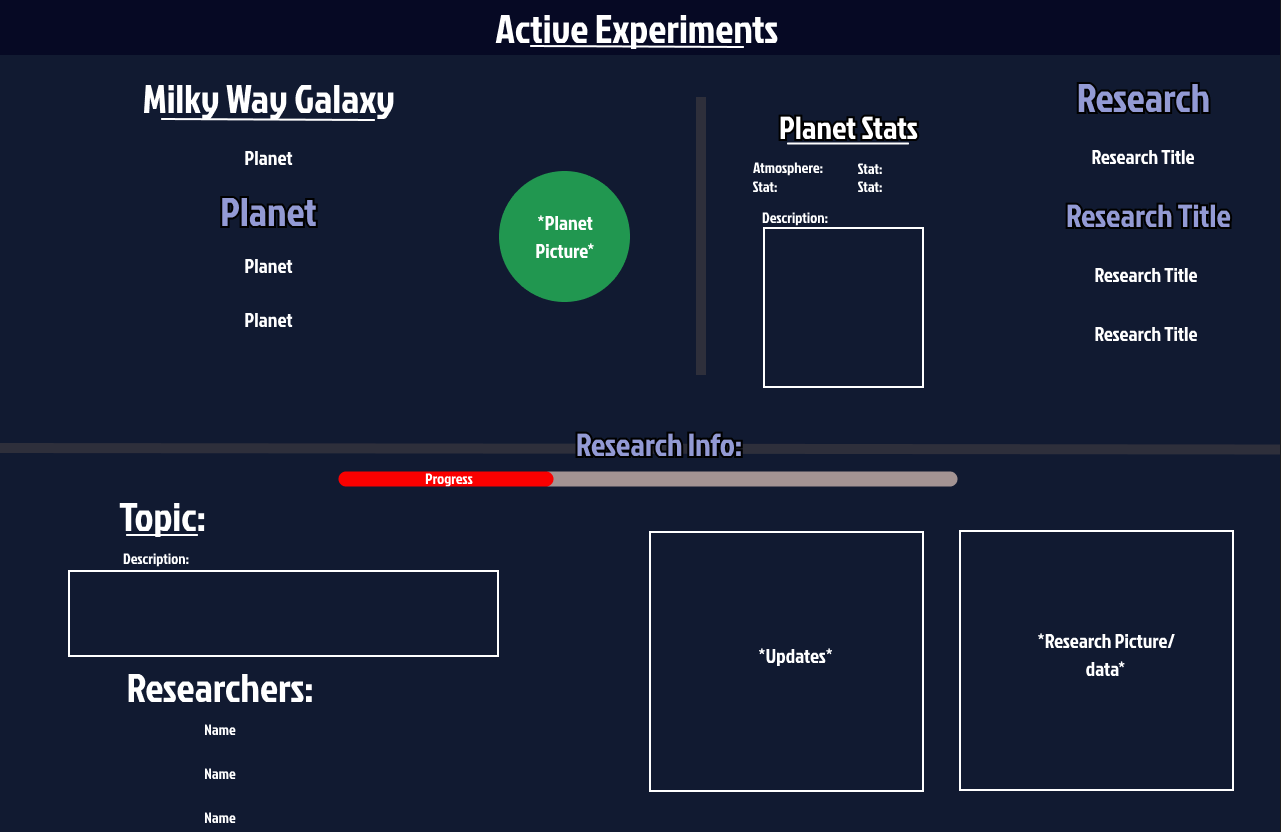 Active Experiments
Milky Way Galaxy
Planet
Planet
Planet
Planet
*Planet
Picture*
Planet Stats
Atmosphere: Stat:
Stat: Stat:
Description:
Research
Research Title
Research Title
Research Title
Research Title
Research Info:
Progress
Topic:
Description:
Researchers:
Name
Name
Name
*Updates*
*Research Picture/
data*